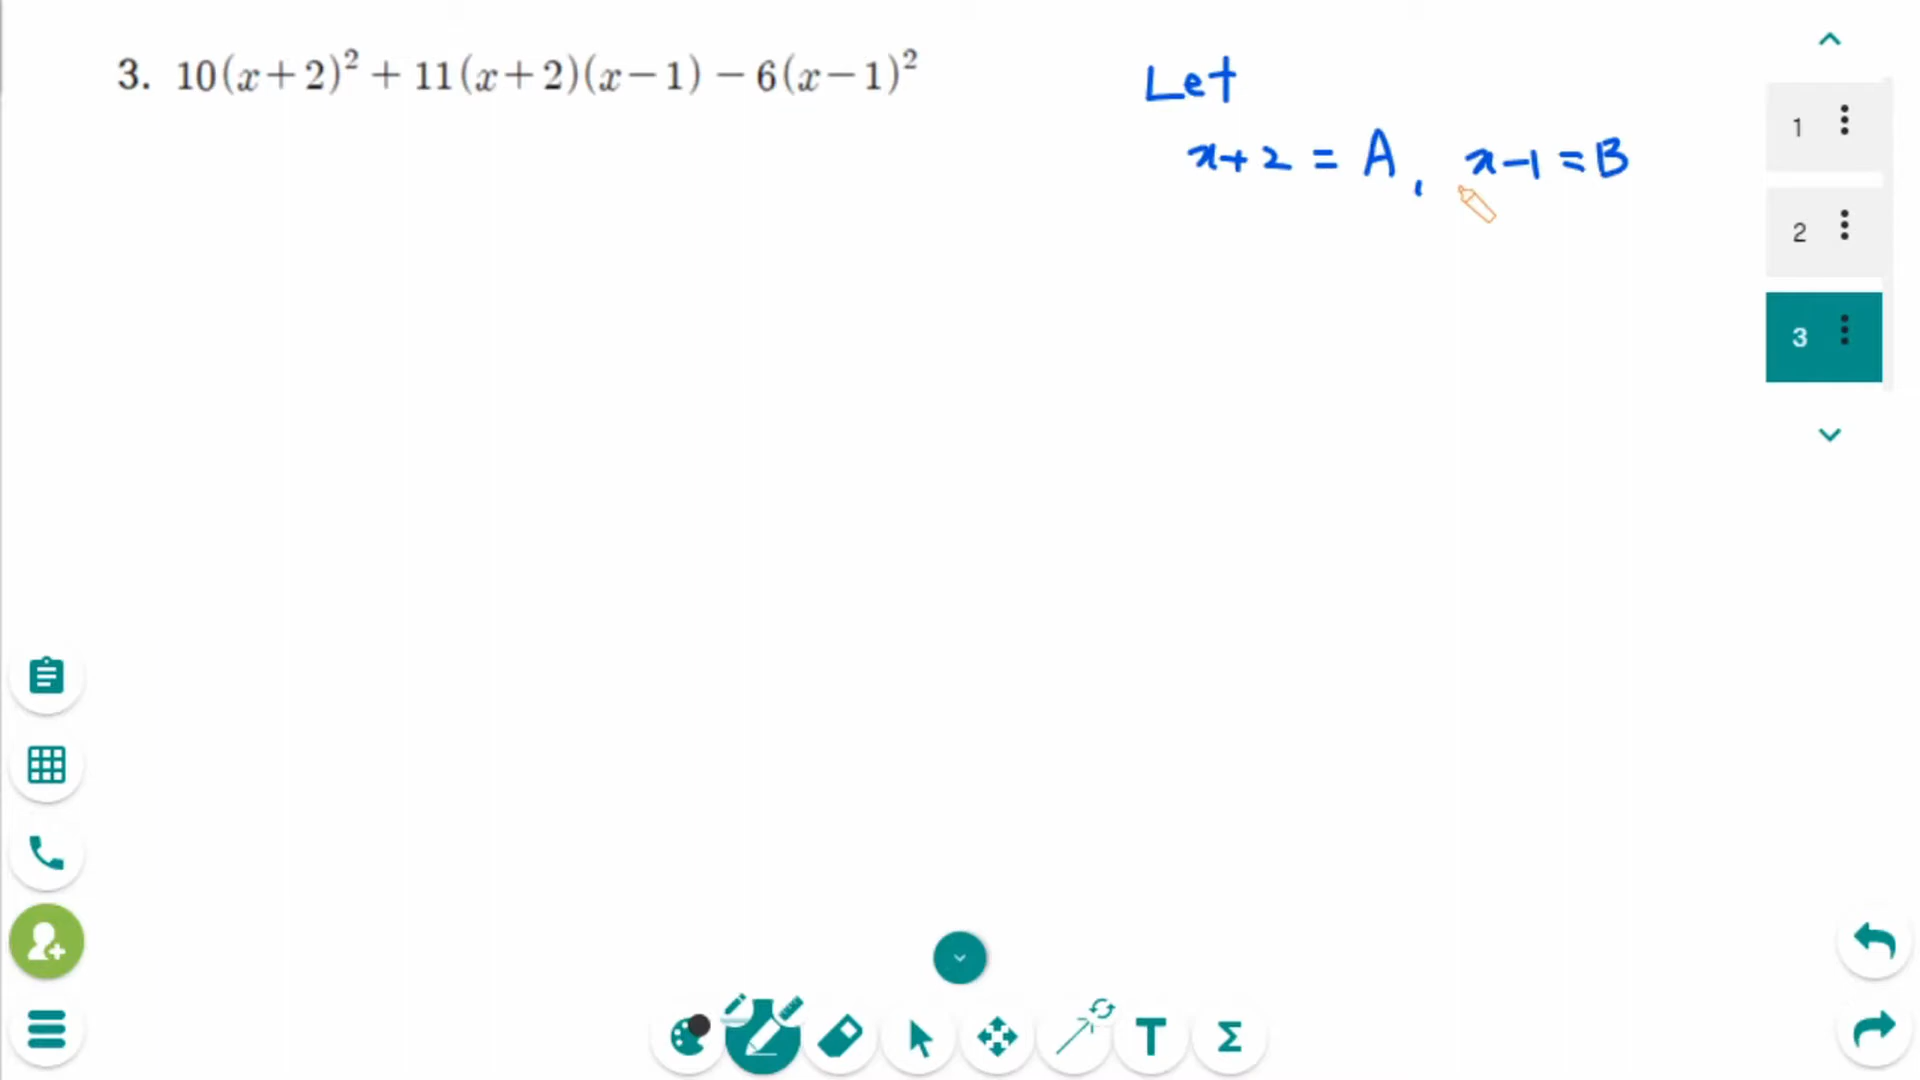 3. 10(x+2)² + 11(x+2)(x−1) − 6(x−1)²
Let
x+2 = A, x-1 = B
1
2
3
T
Σ